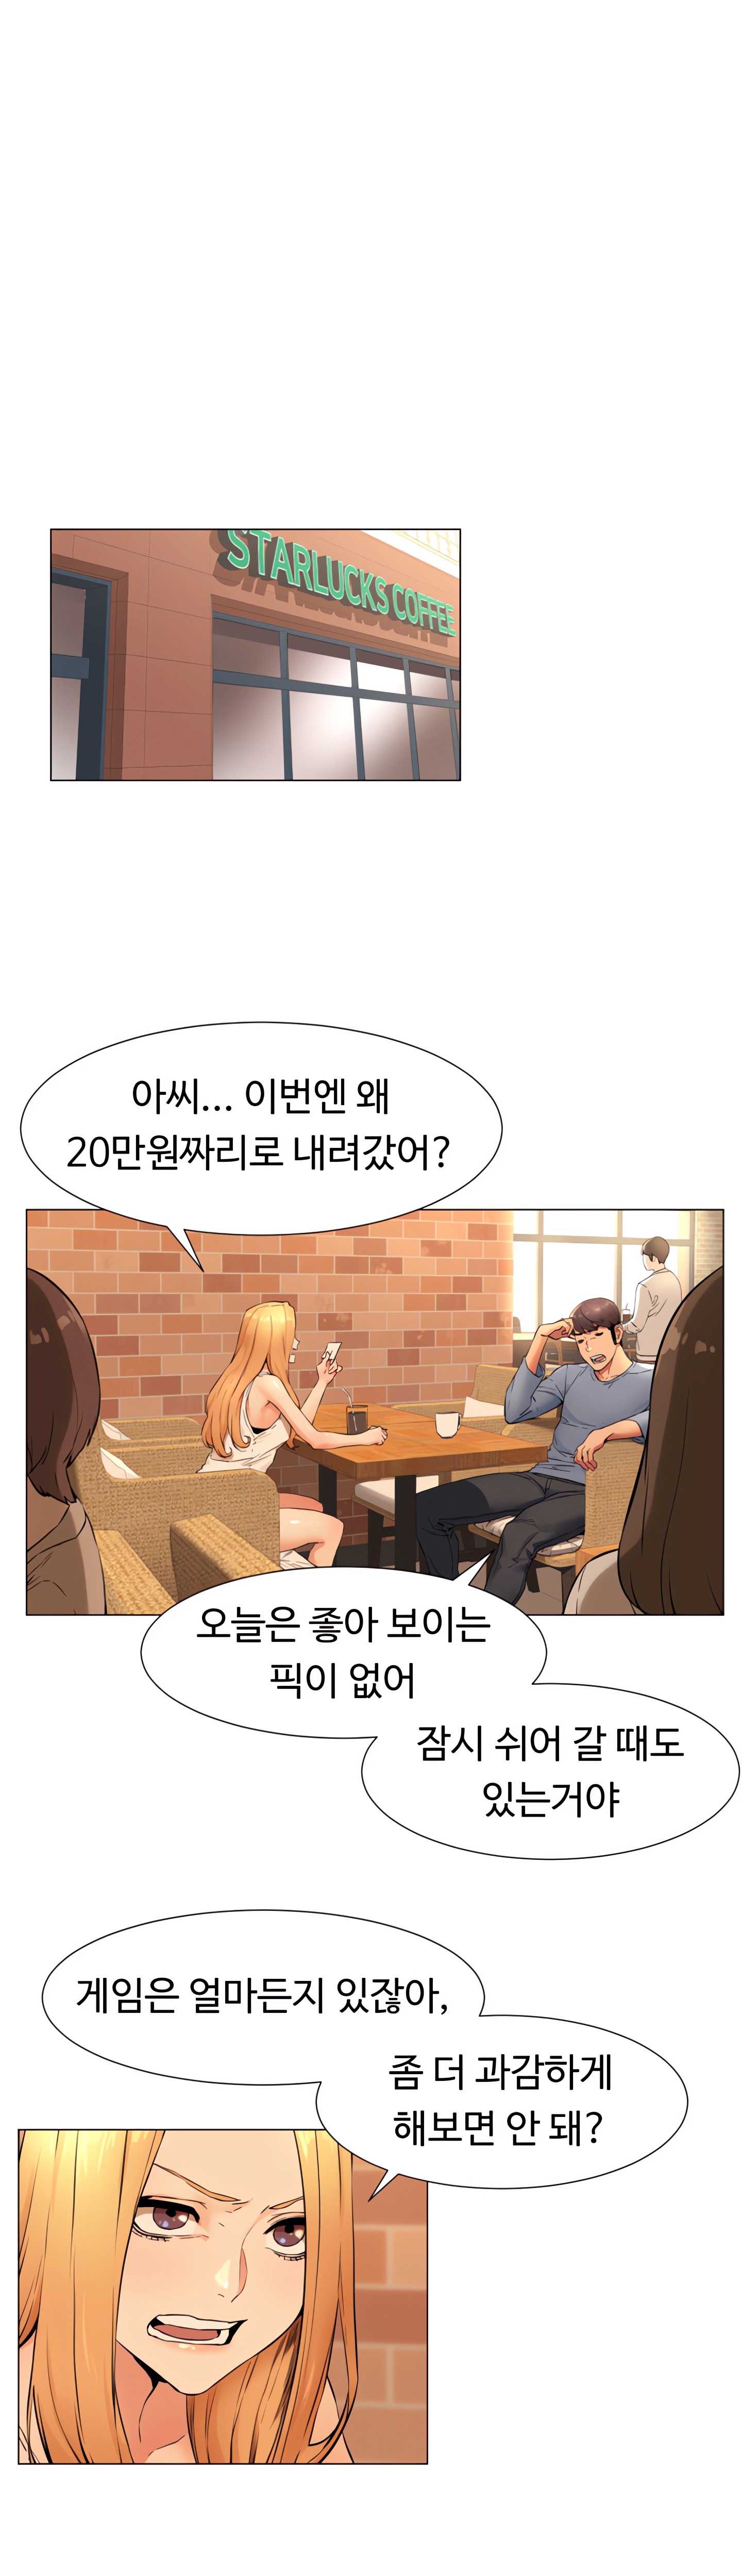 STARLUCKS COFFEE
아씨... 이번엔 왜
20만원짜리로 내려갔어?
오늘은 좋아 보이는
픽이 없어
잠시 쉬어 갈 때도
있는거야
게임은 얼마든지 있잖아,
좀 더 과감하게
해보면 안 돼?